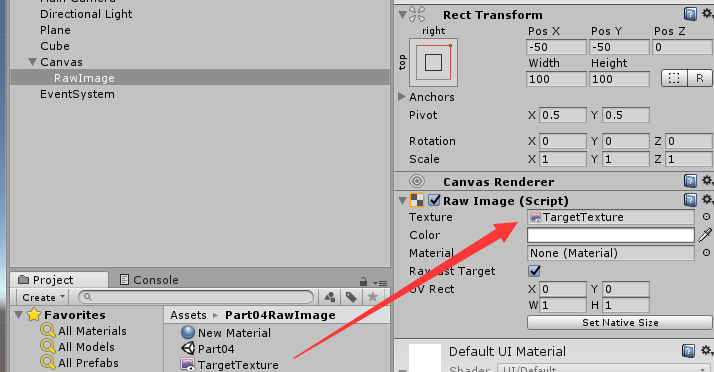 Directional Light
Plane
Cube
Canvas
RawImage
EventSystem
Rect Transform
right
top
Pos X Pos Y Pos Z
-50 -50 0
Width Height
100 100 R
Anchors
Pivot X 0.5 Y 0.5
Rotation X 0 Y 0 Z 0
Scale X 1 Y 1 Z 1
Canvas Renderer
Raw Image (Script)
Texture TargetTexture
Color
Material None (Material)
Raycast Target
UV Rect X 0 Y 0
W 1 H 1
Set Native Size
Default UI Material
Shader UI/Default
Project Console
Create
Favorites
All Materials
All Models
All Prefabs
Assets ▸ Part04RawImage
New Material
Part04
TargetTexture